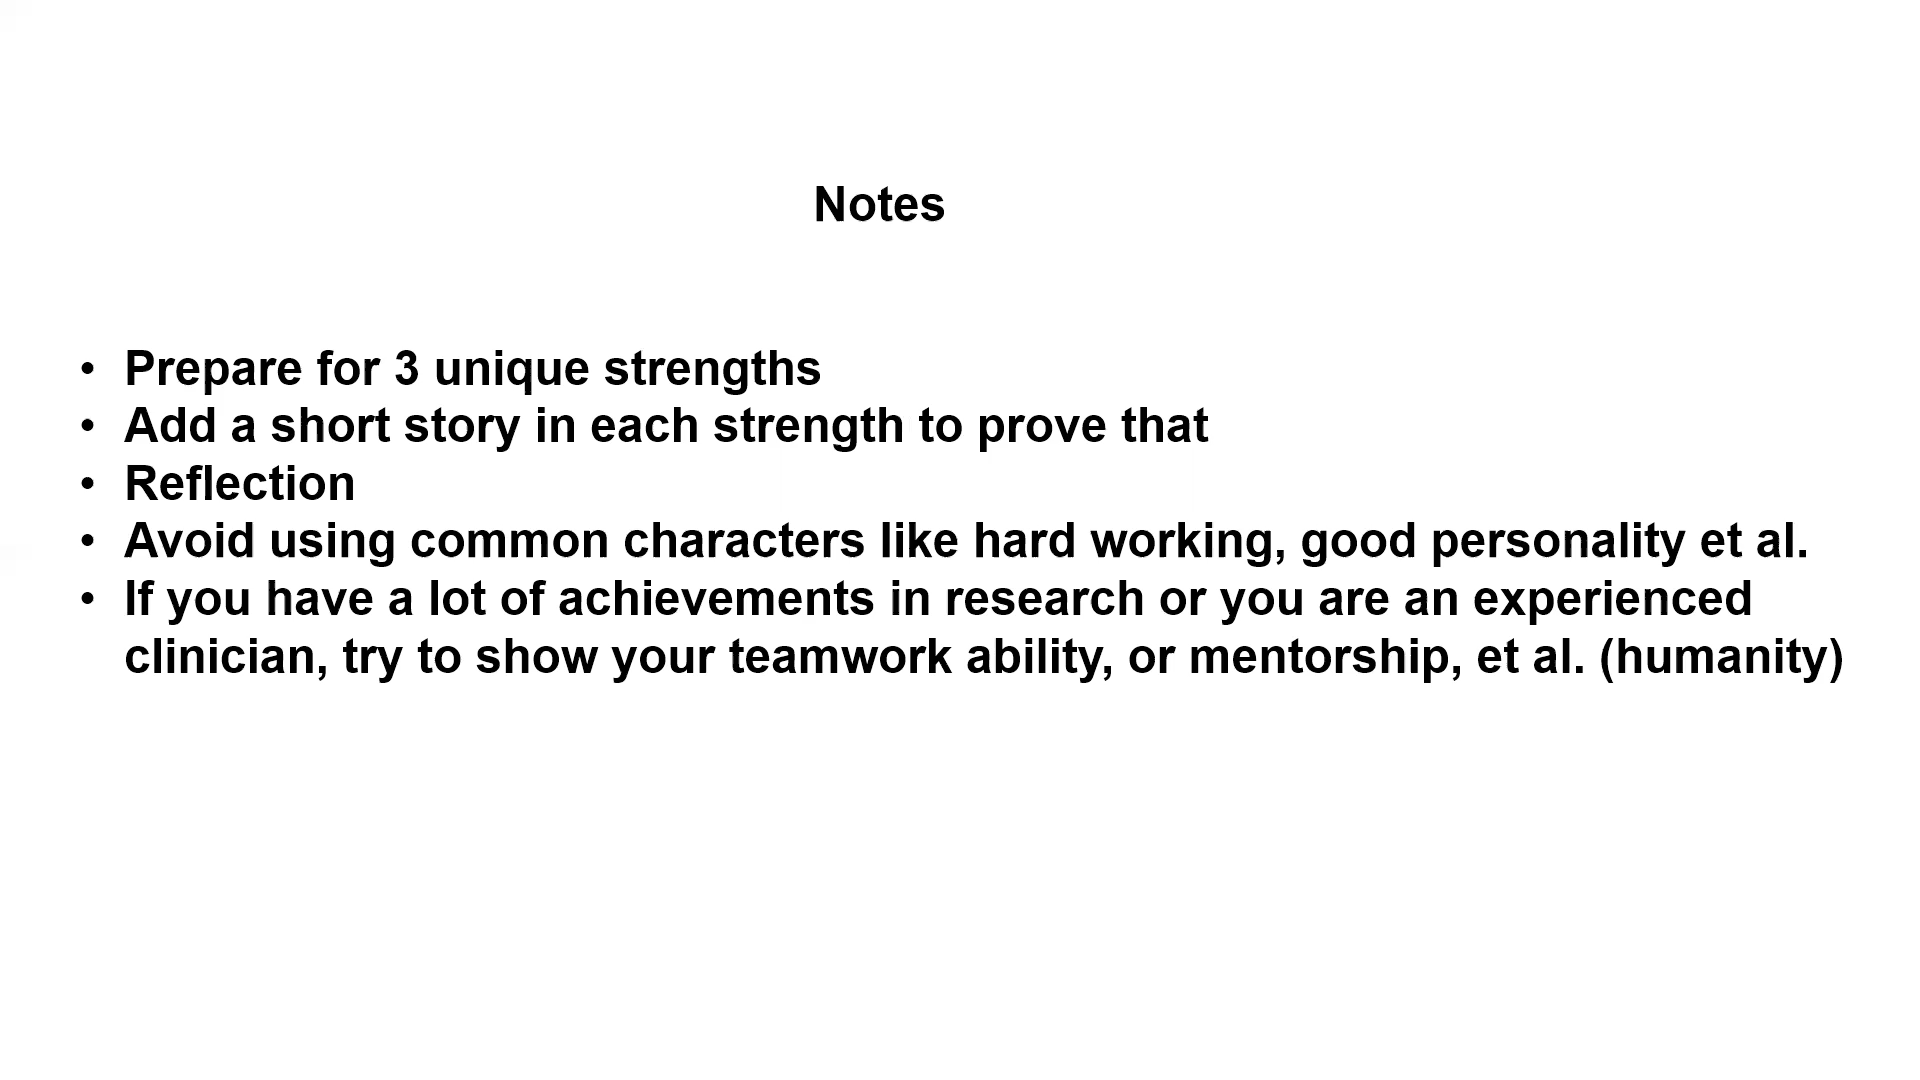 Notes
• Prepare for 3 unique strengths
• Add a short story in each strength to prove that
• Reflection
• Avoid using common characters like hard working, good personality et al.
• If you have a lot of achievements in research or you are an experienced
clinician, try to show your teamwork ability, or mentorship, et al. (humanity)